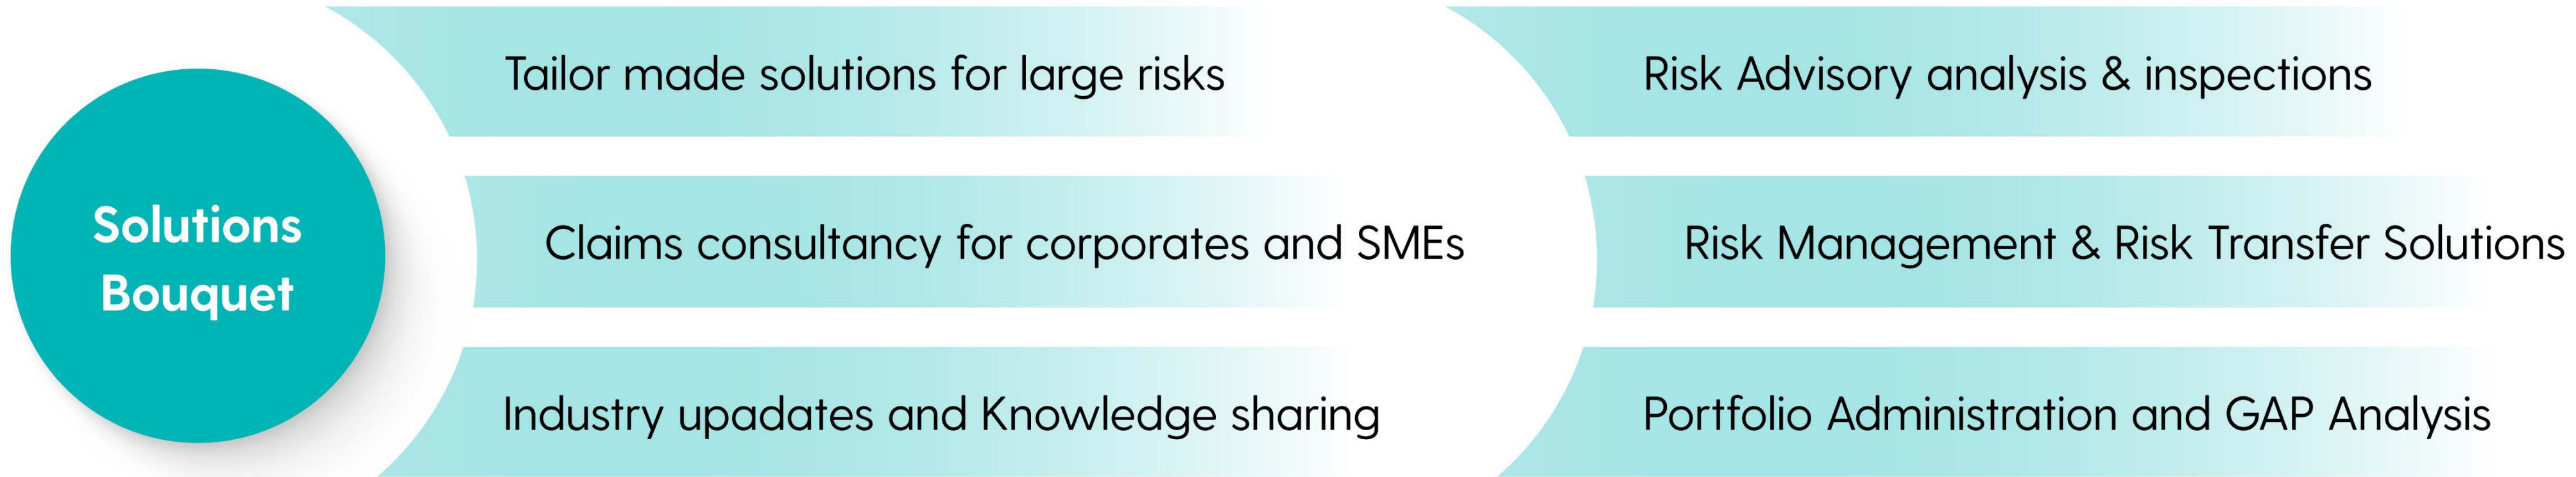 Solutions
Bouquet
Tailor made solutions for large risks
Claims consultancy for corporates and SMEs
Industry upadates and Knowledge sharing
Risk Advisory analysis & inspections
Risk Management & Risk Transfer Solutions
Portfolio Administration and GAP Analysis